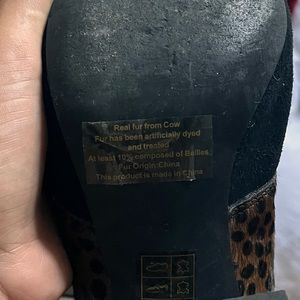 Real fur from Cow
Fur has been artificially dyed
and treated
At least 10% composed of Bellies
Fur Origin:China
This product is made in China